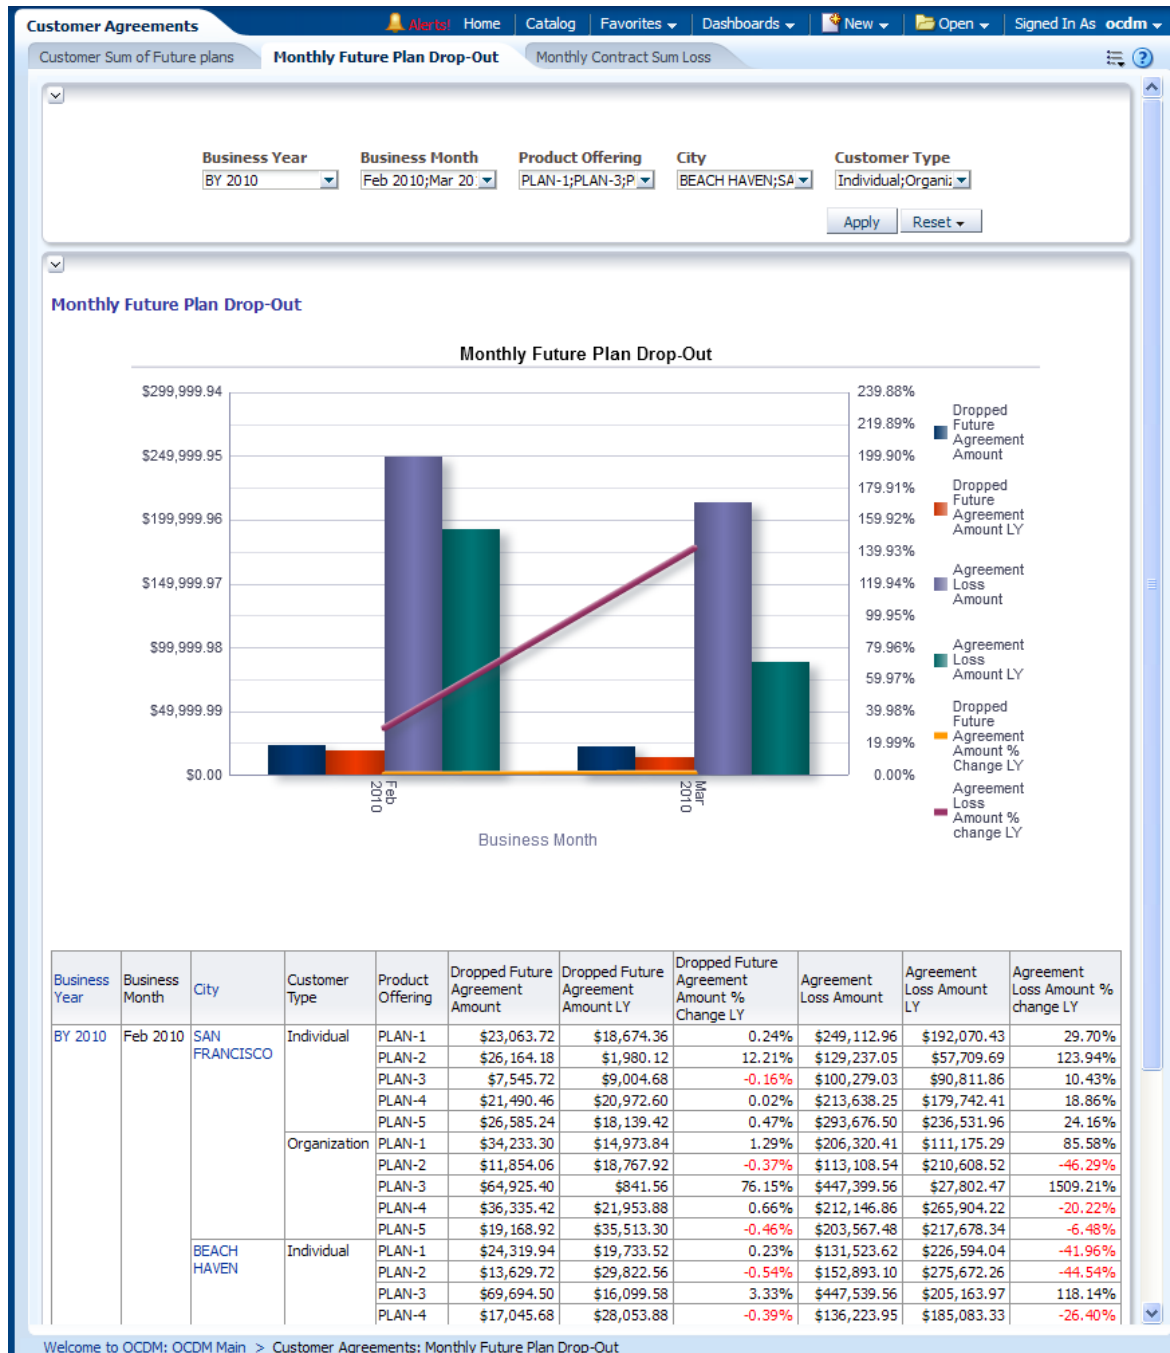 Customer Agreements
Alerts! Home Catalog Favorites Dashboards New Open Signed In As ocdm
Customer Sum of Future plans Monthly Future Plan Drop-Out Monthly Contract Sum Loss
Business Year Business Month Product Offering City Customer Type
BY 2010 Feb 2010;Mar 20 PLAN-1;PLAN-3;P BEACH HAVEN;SA Individual;Organiz
Apply Reset
Monthly Future Plan Drop-Out
Monthly Future Plan Drop-Out
$299,999.94
$249,999.95
$199,999.96
$149,999.97
$99,999.98
$49,999.99
$0.00
239.88%
219.89%
199.90%
179.91%
159.92%
139.93%
119.94%
99.95%
79.96%
59.97%
39.98%
19.99%
0.00%
Dropped
Future
Agreement
Amount
Dropped
Future
Agreement
Amount LY
Agreement
Loss
Amount
Agreement
Loss
Amount LY
Dropped
Future
Agreement
Amount %
Change LY
Agreement
Loss
Amount %
change LY
Feb
2010
Mar
2010
Business Month
Business Year Business Month City Customer Type Product Offering Dropped Future Agreement Amount Dropped Future Agreement Amount LY Dropped Future Agreement Amount % Change LY Agreement Loss Amount Agreement Loss Amount LY Agreement Loss Amount % change LY
BY 2010 Feb 2010 SAN FRANCISCO Individual PLAN-1 $23,063.72 $18,674.36 0.24% $249,112.96 $192,070.43 29.70%
PLAN-2 $26,164.18 $1,980.12 12.21% $129,237.05 $57,709.69 123.94%
PLAN-3 $7,545.72 $9,004.68 -0.16% $100,279.03 $90,811.86 10.43%
PLAN-4 $21,490.46 $20,972.60 0.02% $213,638.25 $179,742.41 18.86%
PLAN-5 $26,585.24 $18,139.42 0.47% $293,676.50 $236,531.96 24.16%
Organization PLAN-1 $34,233.30 $14,973.84 1.29% $206,320.41 $111,175.29 85.58%
PLAN-2 $11,854.06 $18,767.92 -0.37% $113,108.54 $210,608.52 -46.29%
PLAN-3 $64,925.40 $841.56 76.15% $447,399.56 $27,802.47 1509.21%
PLAN-4 $36,335.42 $21,953.88 0.66% $212,146.86 $265,904.22 -20.22%
PLAN-5 $19,168.92 $35,513.30 -0.46% $203,567.48 $217,678.34 -6.48%
BEACH HAVEN Individual PLAN-1 $24,319.94 $19,733.52 0.23% $131,523.62 $226,594.04 -41.96%
PLAN-2 $13,629.72 $29,822.56 -0.54% $152,893.10 $275,672.26 -44.54%
PLAN-3 $69,694.50 $16,099.58 3.33% $447,539.56 $205,163.97 118.14%
PLAN-4 $17,045.68 $28,053.88 -0.39% $136,223.95 $185,083.33 -26.40%
Welcome to OCDM: OCDM Main > Customer Agreements: Monthly Future Plan Drop-Out